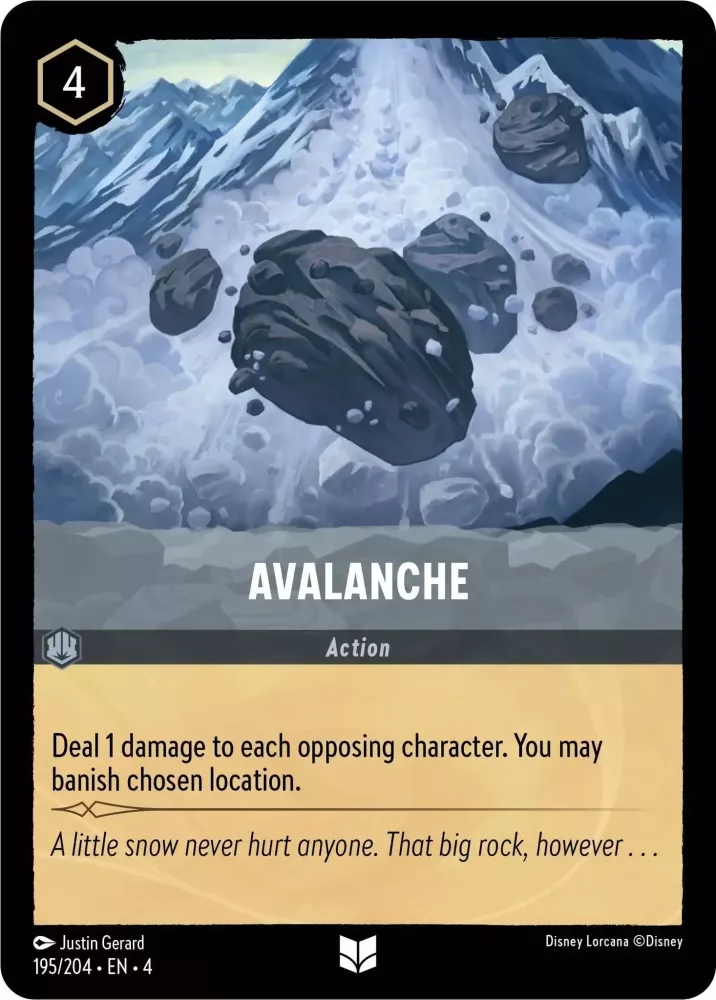 4
AVALANCHE
Action
Deal 1 damage to each opposing character. You may
banish chosen location.
A little snow never hurt anyone. That big rock, however . . .
Justin Gerard
Disney Lorcana ©Disney
195/204 • EN • 4